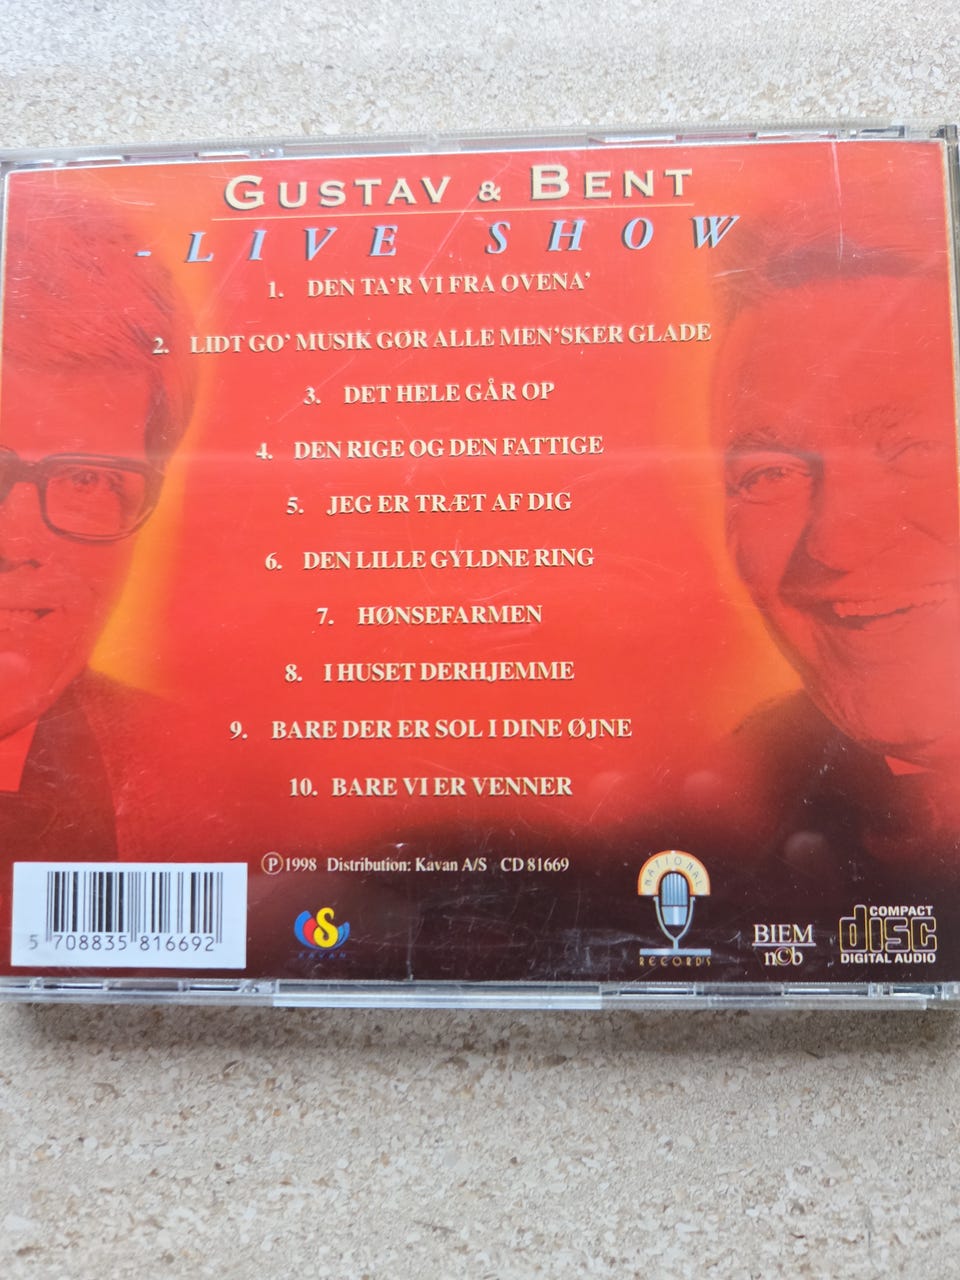 GUSTAV & BENT
- LIVE SHOW
1. DEN TA'R VI FRA OVENA'
2. LIDT GO' MUSIK GØR ALLE MEN'SKER GLADE
3. DET HELE GÅR OP
4. DEN RIGE OG DEN FATTIGE
5. JEG ER TRÆT AF DIG
6. DEN LILLE GYLDNE RING
7. HØNSEFARMEN
8. I HUSET DERHJEMME
9. BARE DER ER SOL I DINE ØJNE
10. BARE VI ER VENNER
℗ 1998 Distribution: Kavan A/S CD 81669
5 708835 816692
S
KAVAN
NATIONAL
RECORDS
BIEM
n©b
COMPACT
disc
DIGITAL AUDIO